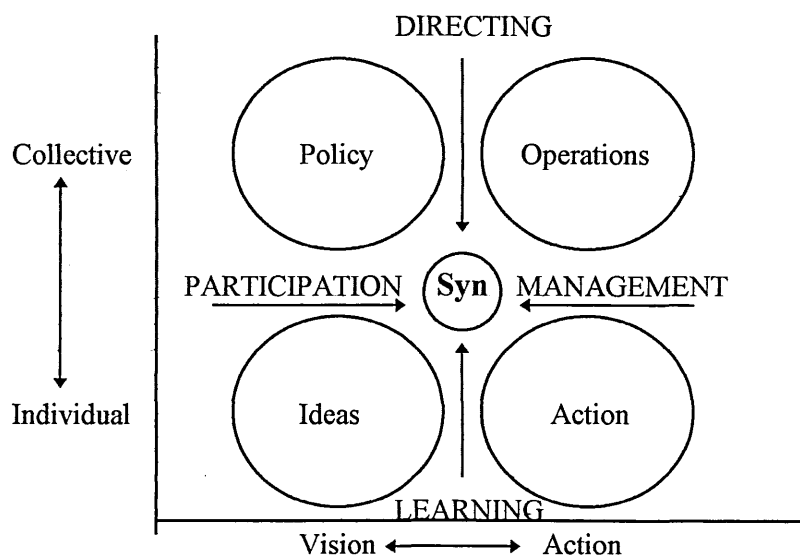 DIRECTING
Collective
Policy
Operations
PARTICIPATION
Syn
MANAGEMENT
Individual
Ideas
Action
LEARNING
Vision
Action